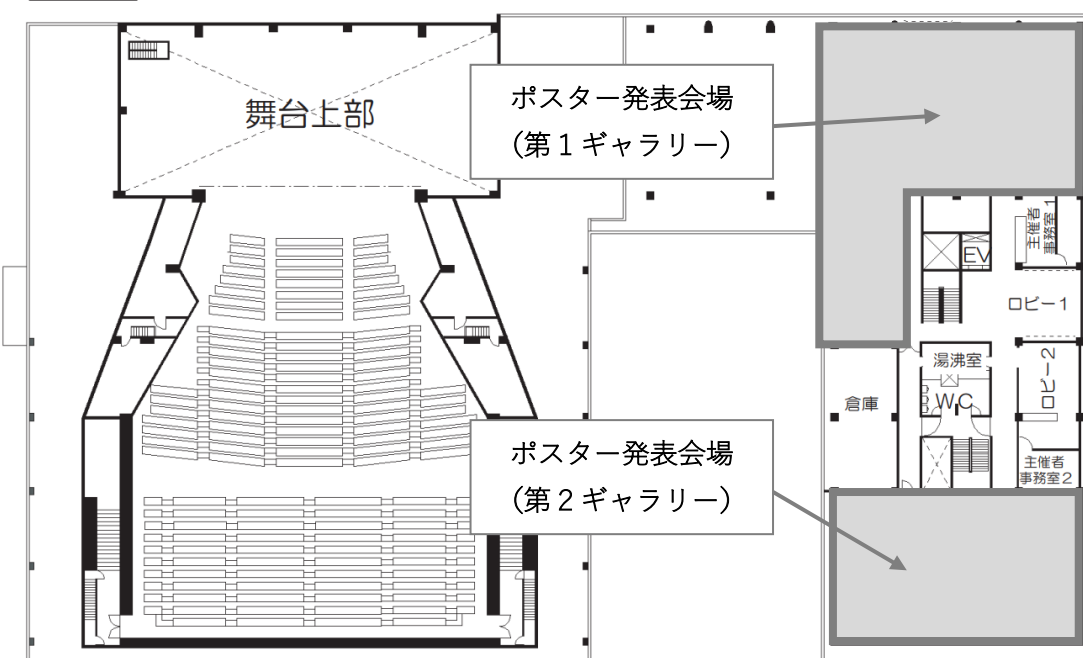 舞台上部
ポスター発表会場
(第1ギャラリー)
主催者
事務室1
EV
ロビー1
湯沸室
ロビー2
WC
倉庫
ポスター発表会場
(第2ギャラリー)
主催者
事務室2